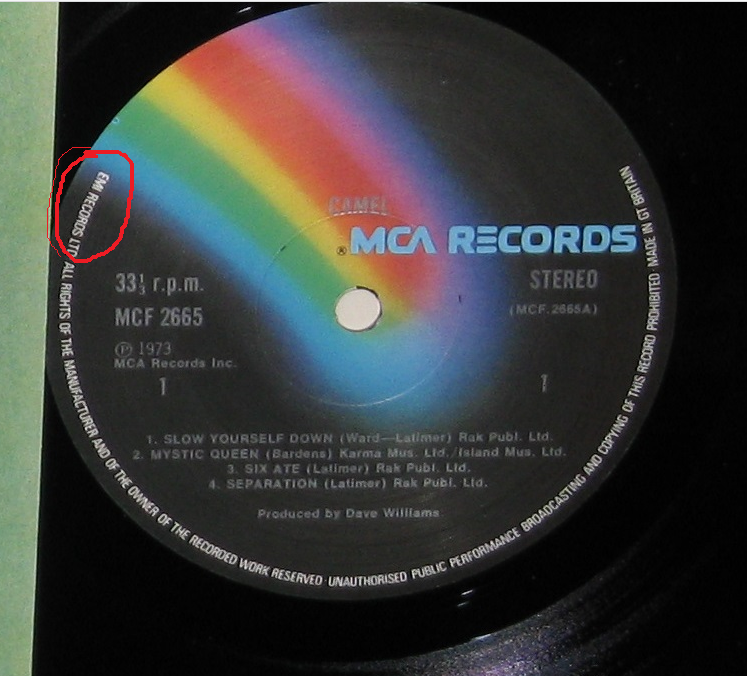 CAMEL
® MCA RECORDS
33 1/3 r.p.m.
STEREO
MCF 2665
(MCF.2665A)
℗ 1973
MCA Records Inc.
1
1
1. SLOW YOURSELF DOWN (Ward—Latimer) Rak Publ. Ltd.
2. MYSTIC QUEEN (Bardens) Karma Mus. Ltd./Island Mus. Ltd.
3. SIX ATE (Latimer) Rak Publ. Ltd.
4. SEPARATION (Latimer) Rak Publ. Ltd.
Produced by Dave Williams
EMI RECORDS LTD ALL RIGHTS OF THE MANUFACTURER AND OF THE OWNER OF THE RECORDED WORK RESERVED · UNAUTHORISED PUBLIC PERFORMANCE BROADCASTING AND COPYING OF THIS RECORD PROHIBITED MADE IN GT BRITAIN